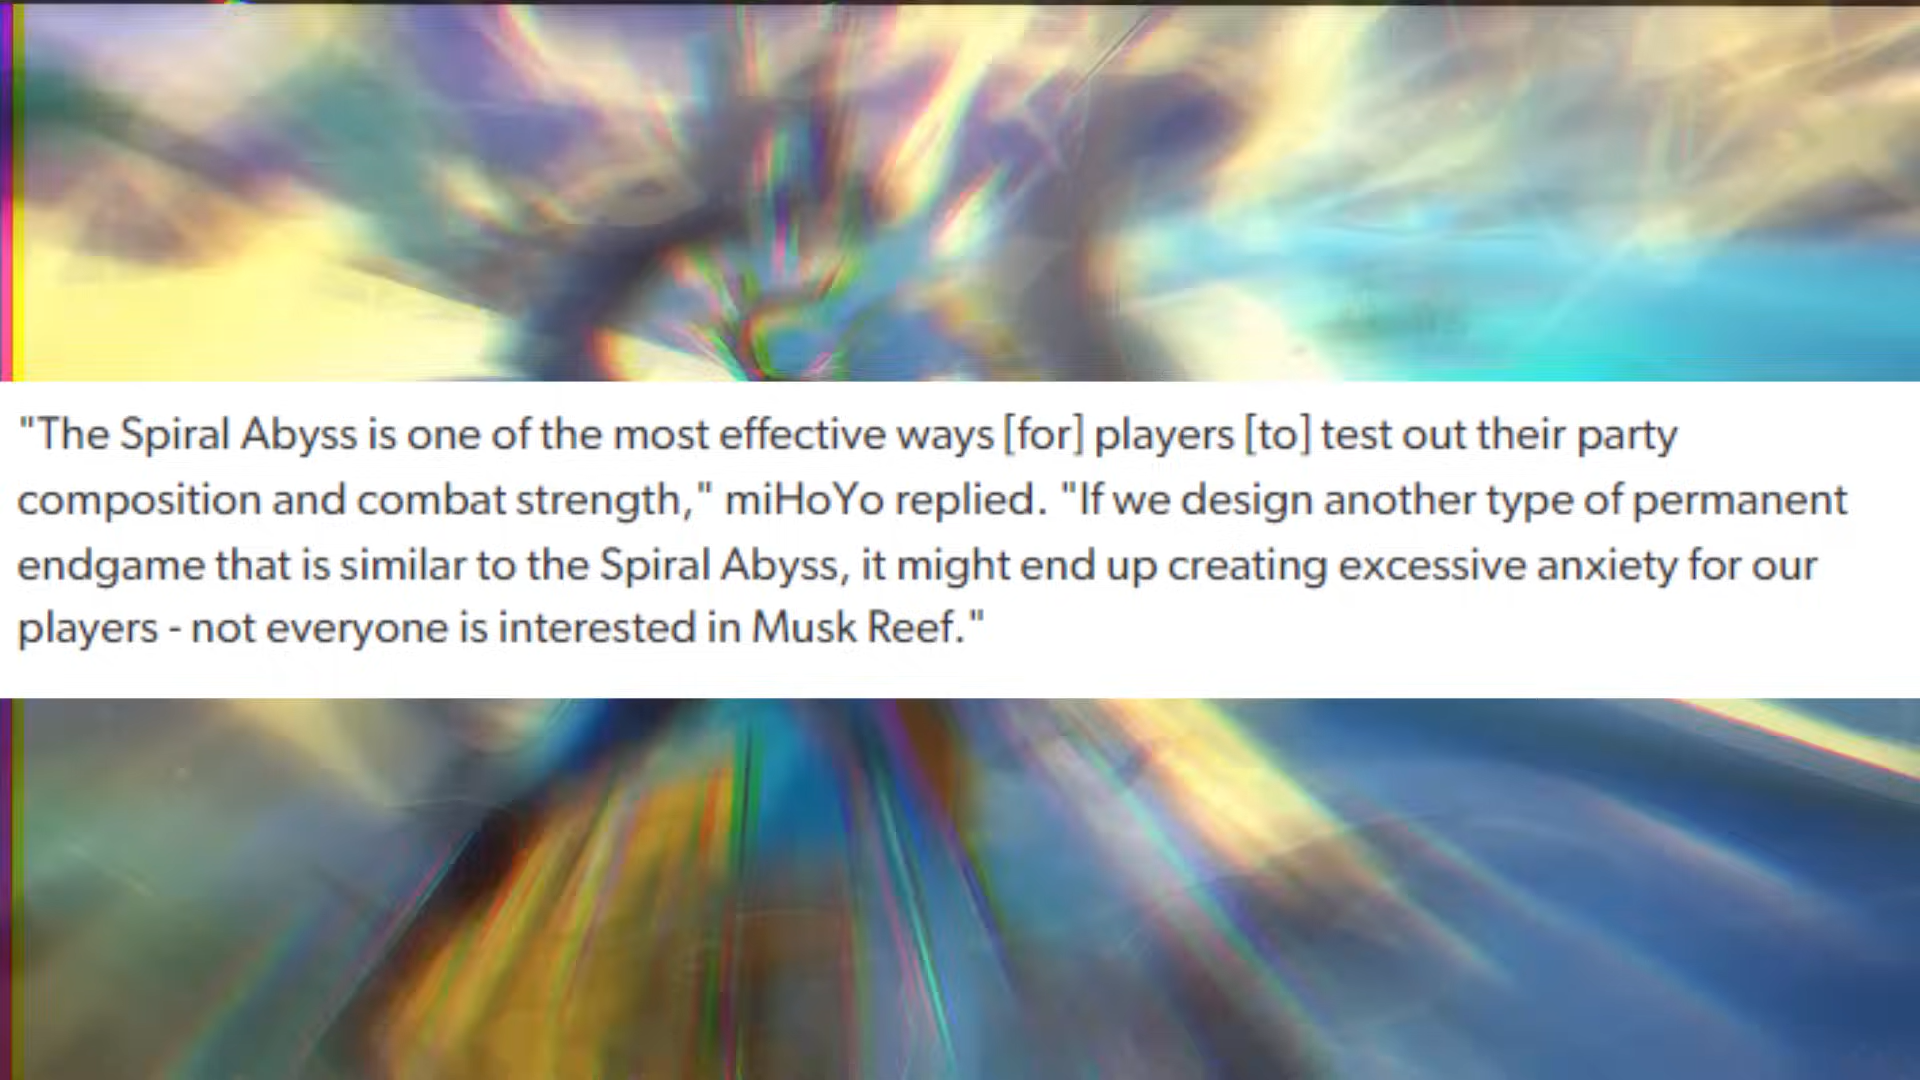 "The Spiral Abyss is one of the most effective ways [for] players [to] test out their party
composition and combat strength," miHoYo replied. "If we design another type of permanent
endgame that is similar to the Spiral Abyss, it might end up creating excessive anxiety for our
players - not everyone is interested in Musk Reef."